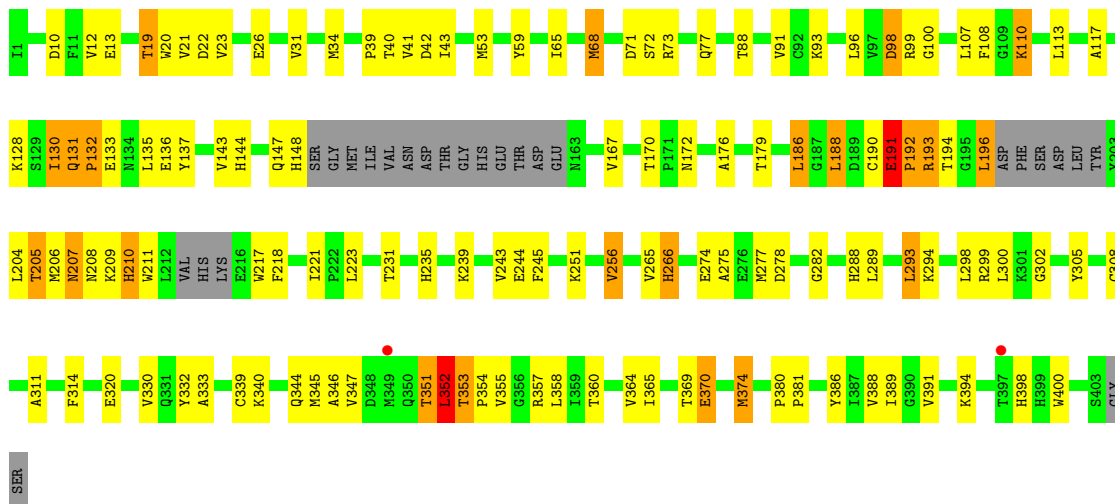 I1 D10 F11 V12 E13 T19 W20 V21 D22 V23 E26 V31 M34 P39 T40 V41 D42 I43 M53 Y59 I65 M68 D71 S72 R73 Q77 T88 V91 C92 K93 L96 V97 D98 R99 G100 L107 F108 G109 K110 L113 A117
K128 S129 I130 Q131 P132 E133 N134 L135 E136 Y137 V143 H144 Q147 H148 SER GLY MET ILE VAL ASN ASP THR GLY HIS GLU THR ASP GLU N163 V167 T170 P171 N172 A176 T179 L186 G187 L188 D189 C190 E191 P192 R193 T194 G195 L196 ASP PHE SER ASP LEU TYR Y203
L204 T205 M206 N207 N208 K209 H210 W211 L212 VAL HIS LYS E216 W217 F218 I221 P222 L223 T231 H235 K239 V243 E244 F245 K251 V256 V265 H266 E274 A275 E276 M277 D278 G282 H288 L289 L293 K294 L298 R299 L300 K301 G302 Y305 G308
A311 F314 E320 V330 Q331 Y332 A333 C339 K340 Q344 M345 A346 V347 D348 M349 Q350 T351 L352 T353 P354 V355 G356 R357 L358 I359 T360 V364 I365 T369 E370 M374 P380 P381 Y386 I387 V388 I389 G390 V391 K394 T397 H398 H399 W400 S403 GLY
SER